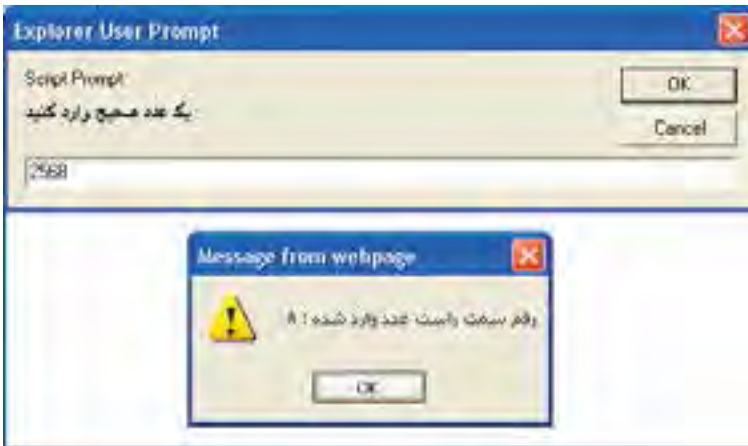 Explorer User Prompt
Script Prompt:
یک عدد صحیح وارد کنید
OK
Cancel
2568
Message from webpage
رقم سمت راست عدد وارد شده : ۸
OK